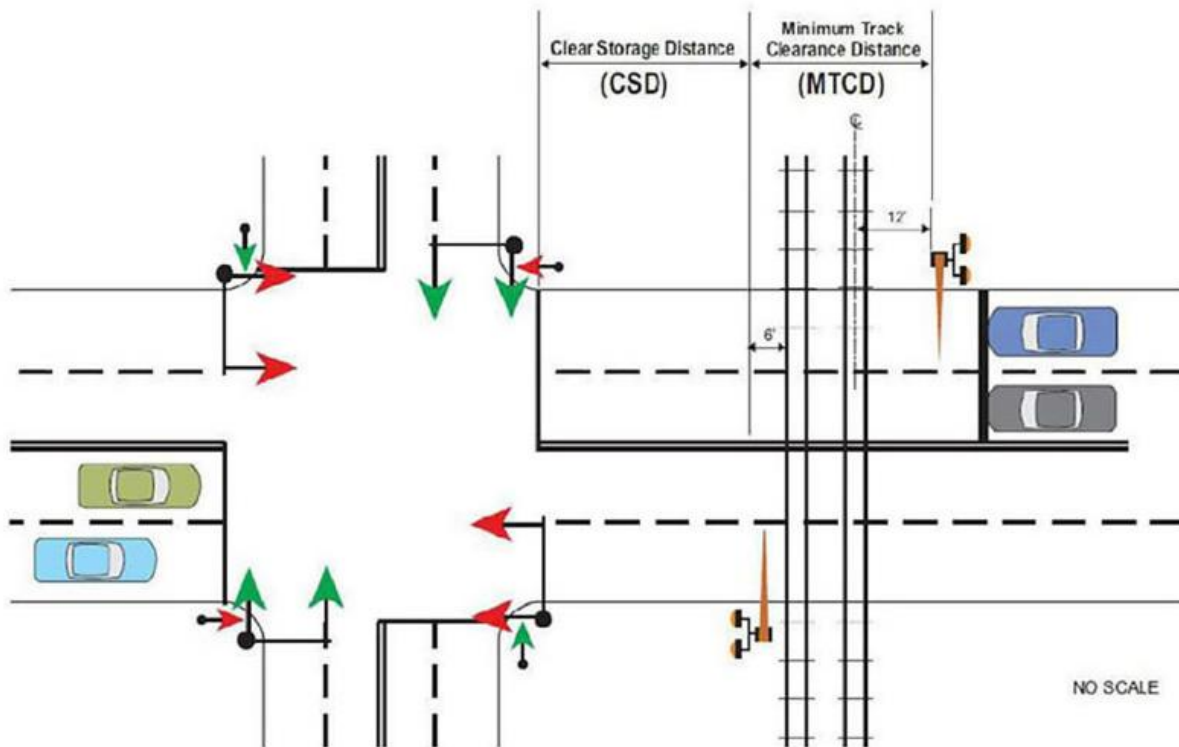 Minimum Track
Clear Storage Distance
Clearance Distance
(CSD)
(MTCD)
℄
12'
6'
NO SCALE